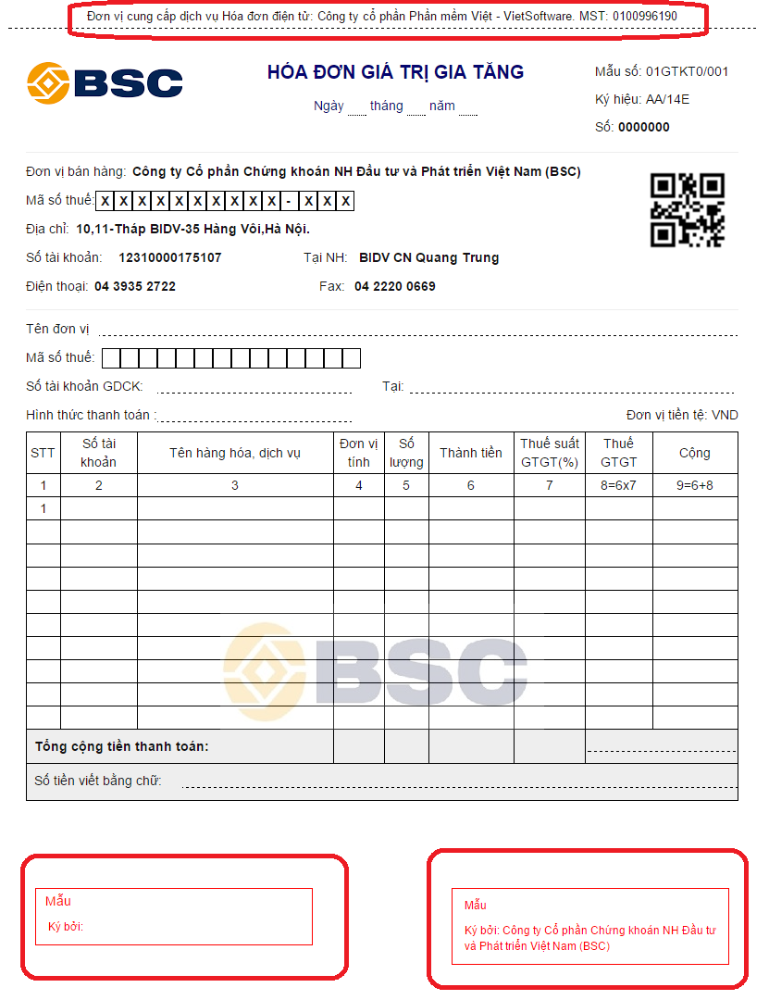 Đơn vị cung cấp dịch vụ Hóa đơn điện tử: Công ty cổ phần Phần mềm Việt - VietSoftware. MST: 0100996190
BSC
HÓA ĐƠN GIÁ TRỊ GIA TĂNG
Ngày tháng năm
Mẫu số: 01GTKT0/001
Ký hiệu: AA/14E
Số: 0000000
Đơn vị bán hàng: Công ty Cổ phần Chứng khoán NH Đầu tư và Phát triển Việt Nam (BSC)
Mã số thuế: X X X X X X X X X X - X X X
Địa chỉ: 10,11-Tháp BIDV-35 Hàng Vôi,Hà Nội.
Số tài khoản: 12310000175107 Tại NH: BIDV CN Quang Trung
Điện thoại: 04 3935 2722 Fax: 04 2220 0669
Tên đơn vị
Mã số thuế:
Số tài khoản GDCK: Tại:
Hình thức thanh toán : Đơn vị tiền tệ: VND
STT Số tài khoản Tên hàng hóa, dịch vụ Đơn vị tính Số lượng Thành tiền Thuế suất GTGT(%) Thuế GTGT Cộng
1 2 3 4 5 6 7 8=6x7 9=6+8
1
BSC
Tổng cộng tiền thanh toán:
Số tiền viết bằng chữ:
Mẫu
Ký bởi:
Mẫu
Ký bởi; Công ty Cổ phần Chứng khoán NH Đầu tư
và Phát triển Việt Nam (BSC)